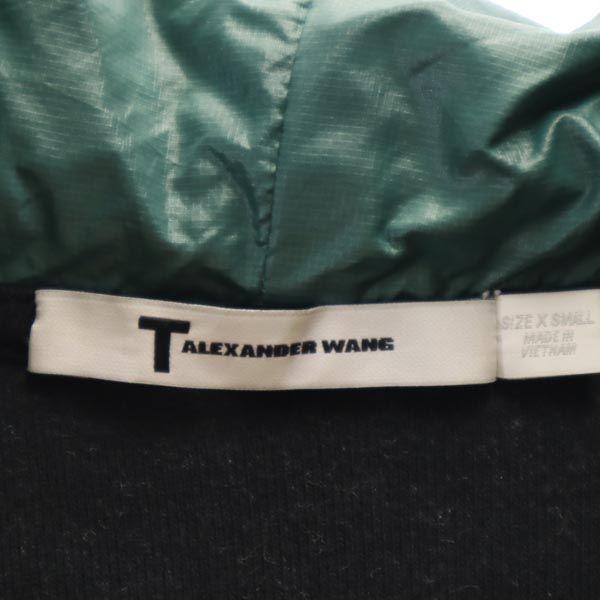 T ALEXANDER WANG
SIZE X SMALL
MADE IN
VIETNAM